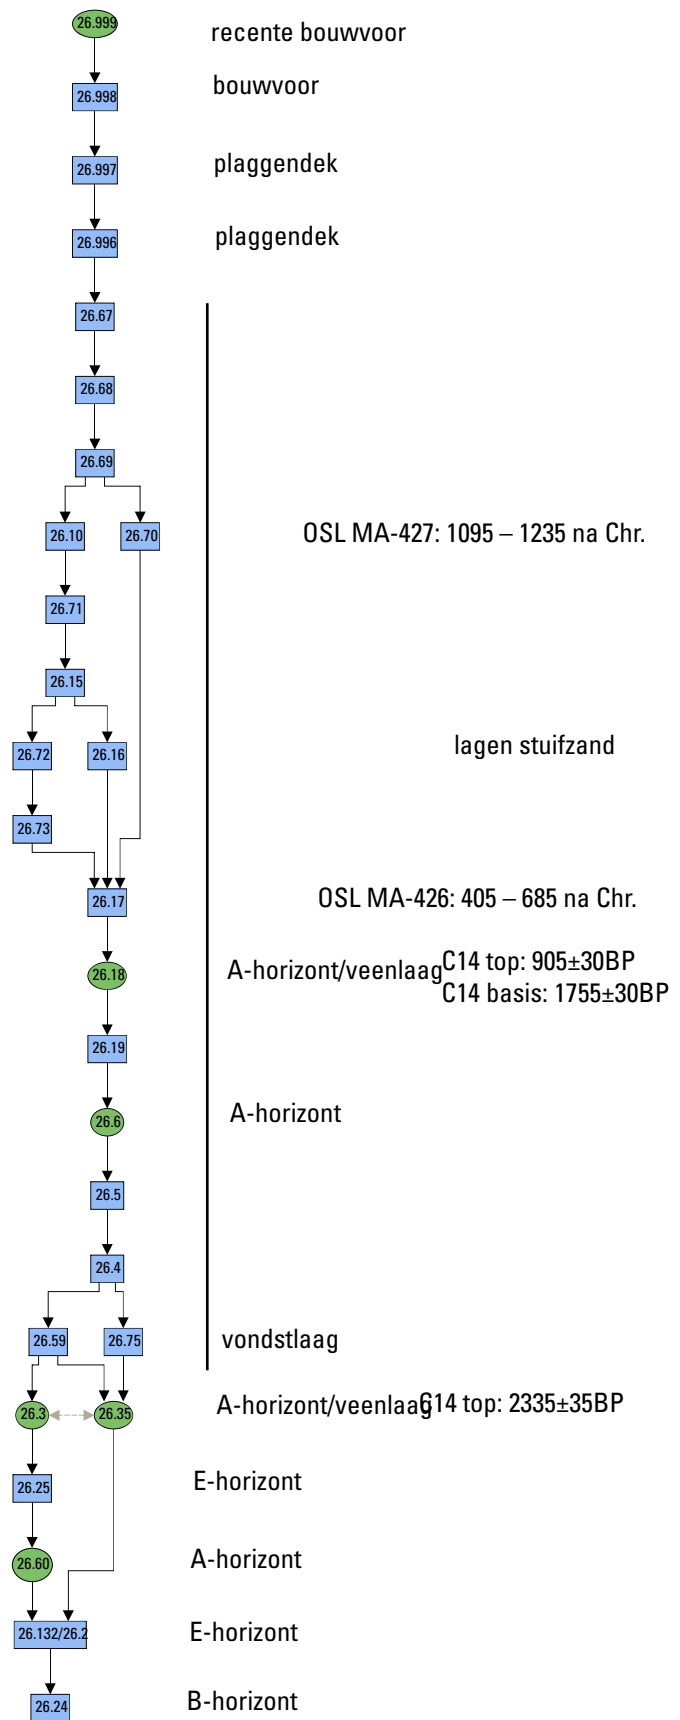 26.999
recente bouwvoor
26.998
bouwvoor
26.997
plaggendek
26.996
plaggendek
26.67
26.68
26.69
26.10
26.70
OSL MA-427: 1095 – 1235 na Chr.
26.71
26.15
26.72
26.16
lagen stuifzand
26.73
26.17
OSL MA-426: 405 – 685 na Chr.
26.18
A-horizont/veenlaag
C14 top: 905±30BP
C14 basis: 1755±30BP
26.19
26.6
A-horizont
26.5
26.4
26.59
26.75
vondstlaag
26.3
26.35
A-horizont/veenlaag
C14 top: 2335±35BP
26.25
E-horizont
26.60
A-horizont
26.132/26.2
E-horizont
26.24
B-horizont